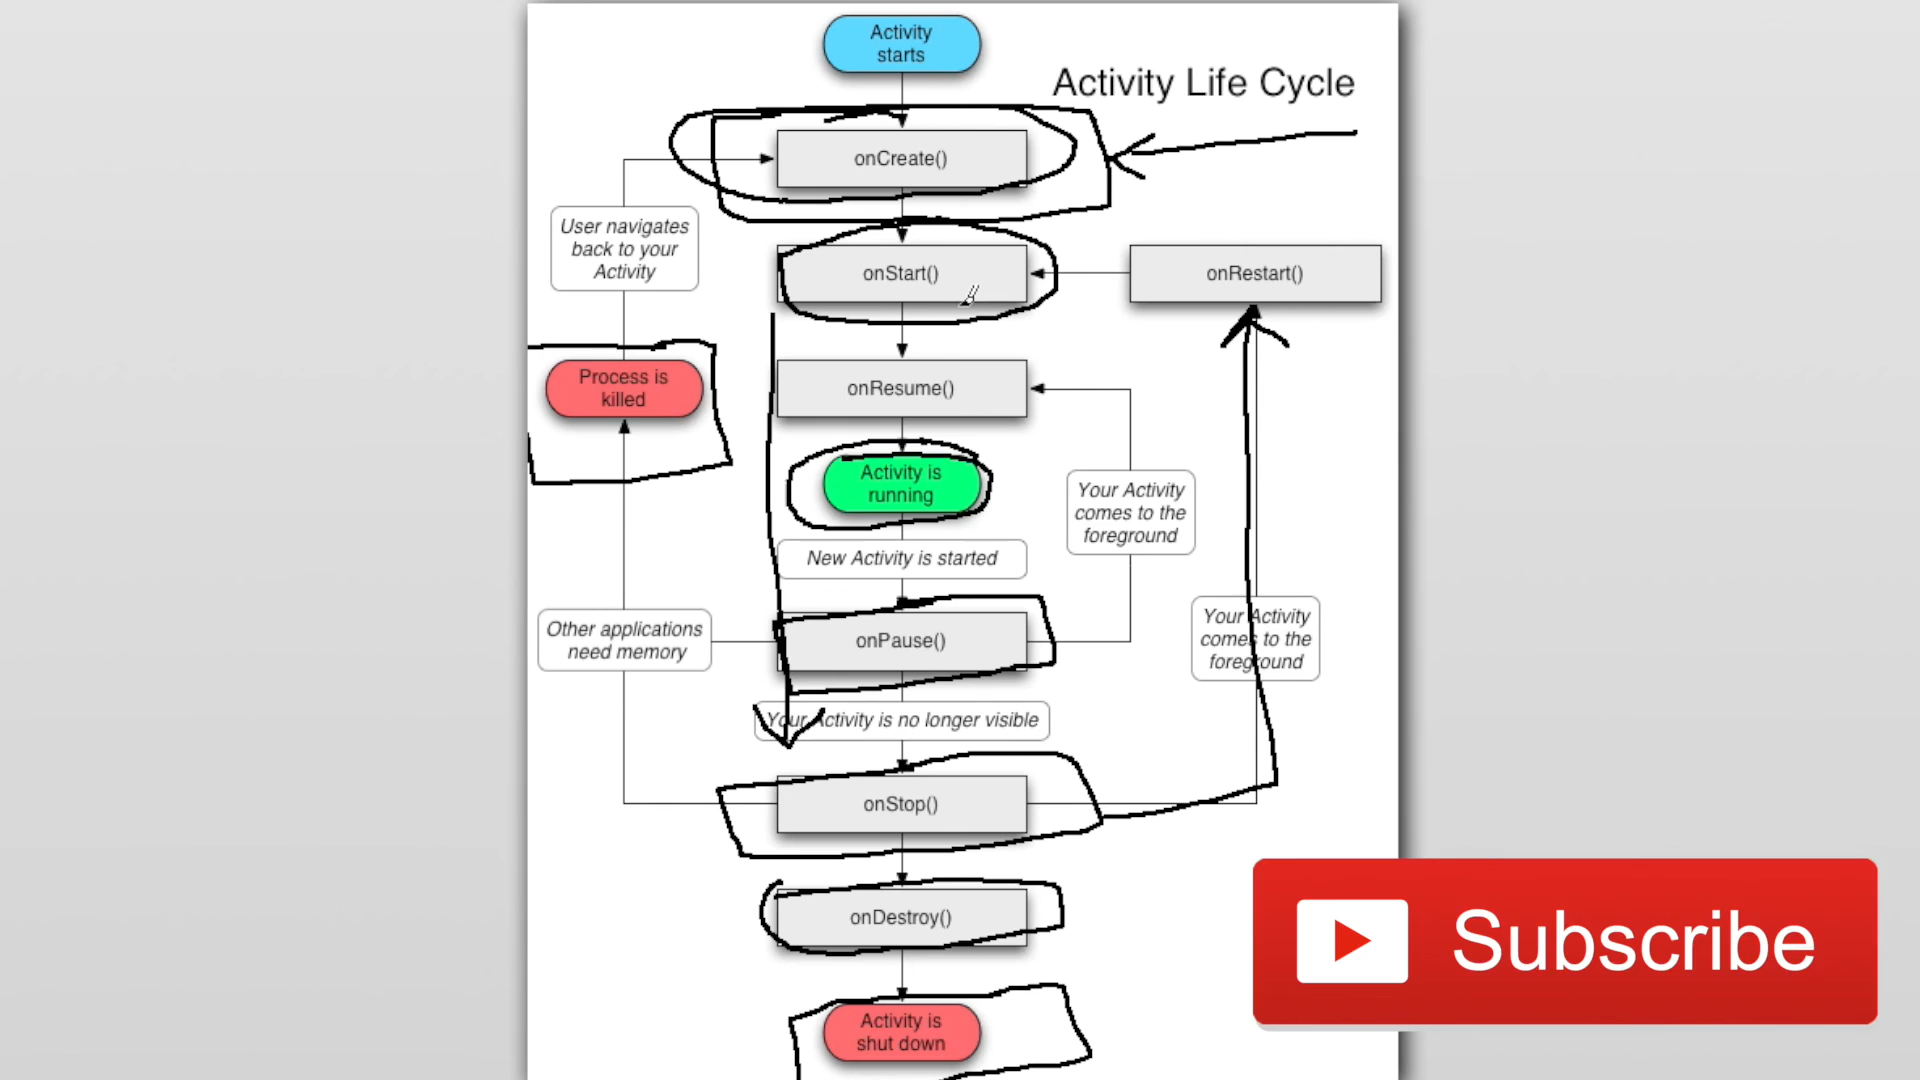 Activity
starts
Activity Life Cycle
onCreate()
User navigates
back to your
Activity
onStart()
onRestart()
Process is
killed
onResume()
Activity is
running
Your Activity
comes to the
foreground
New Activity is started
Other applications
need memory
onPause()
Your Activity
comes to the
foreground
Your Activity is no longer visible
onStop()
onDestroy()
Subscribe
Activity is
shut down